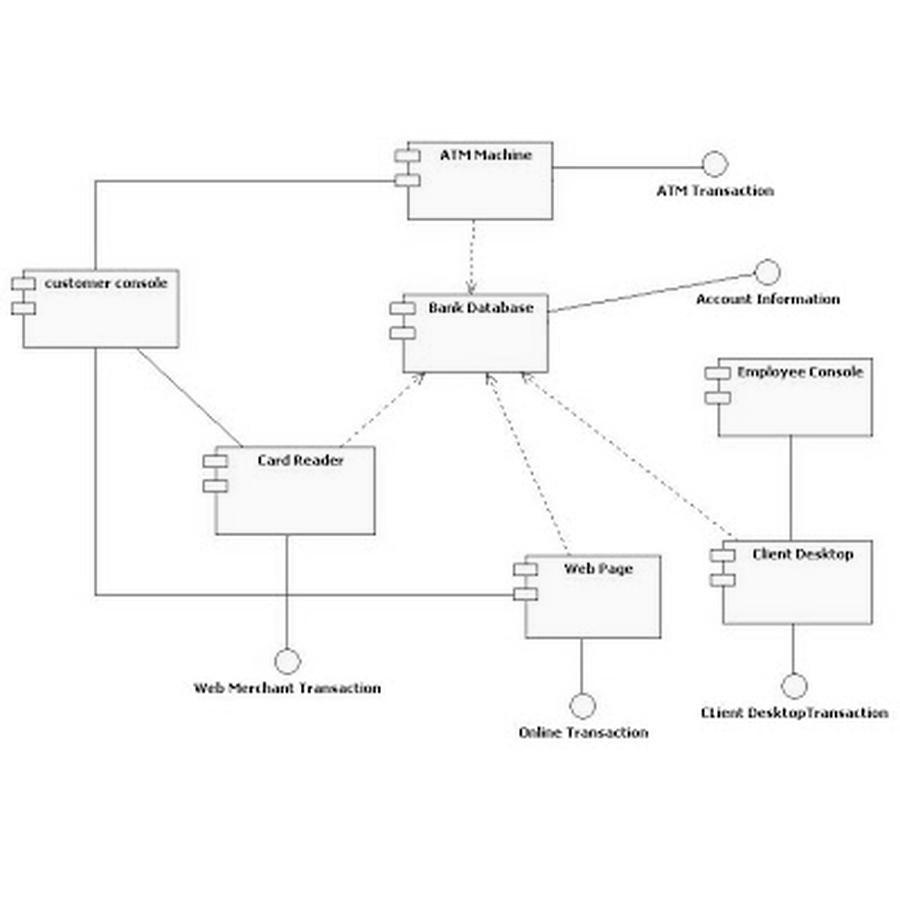 ATM Machine
ATM Transaction
customer console
Bank Database
Account Information
Employee Console
Card Reader
Client Desktop
Web Page
Web Merchant Transaction
Online Transaction
CLient DesktopTransaction